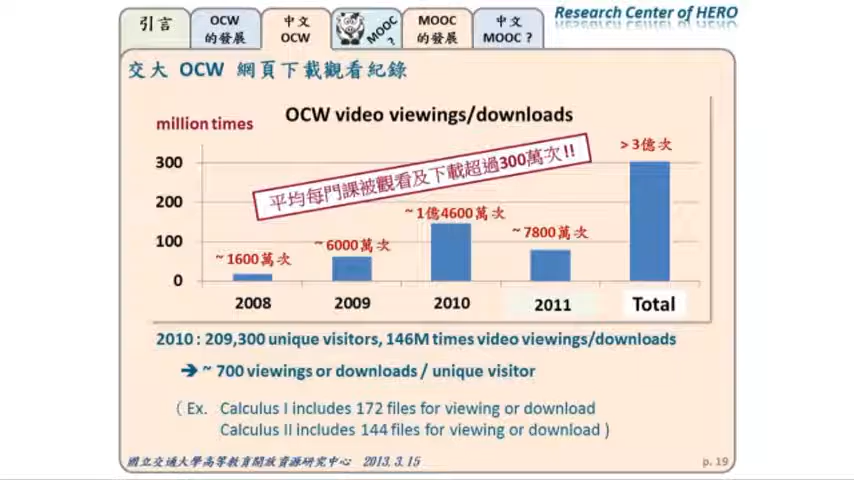 引言
OCW
的發展
中文
OCW
MOOC
?
MOOC
的發展
中文
MOOC ?
Research Center of HERO
交大 OCW 網頁下載觀看紀錄
OCW video viewings/downloads
million times
> 3億次
300
平均每門課被觀看及下載超過300萬次!!
200
~ 1億4600萬次
~ 7800萬次
100
~ 6000萬次
~ 1600萬次
0
2008
2009
2010
2011
Total
2010 : 209,300 unique visitors, 146M times video viewings/downloads
➔ ~ 700 viewings or downloads / unique visitor
( Ex. Calculus I includes 172 files for viewing or download
Calculus II includes 144 files for viewing or download )
國立交通大學高等教育開放資源研究中心 2013.3.15
p. 19